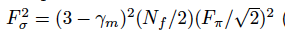 F_σ^2 = (3 − γ_m)^2(N_f/2)(F_π/√2)^2 (